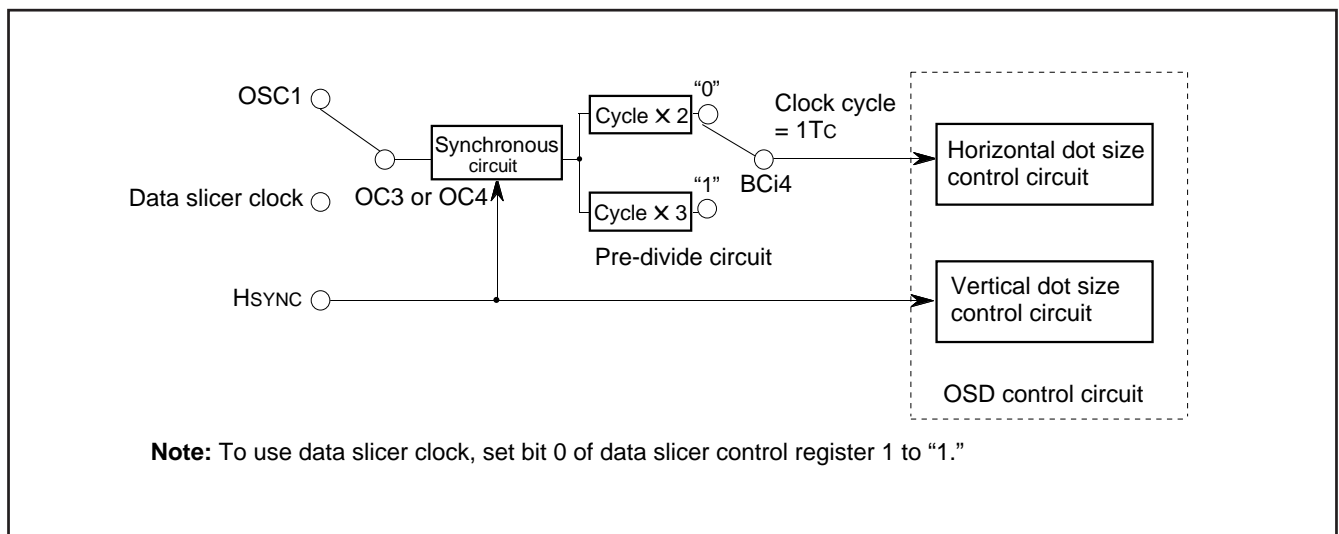 OSC1
Data slicer clock
OC3 or OC4
HSYNC
Synchronous
circuit
Cycle × 2
"0"
Cycle × 3
"1"
Pre-divide circuit
BCi4
Clock cycle
= 1TC
Horizontal dot size
control circuit
Vertical dot size
control circuit
OSD control circuit
Note: To use data slicer clock, set bit 0 of data slicer control register 1 to “1.”